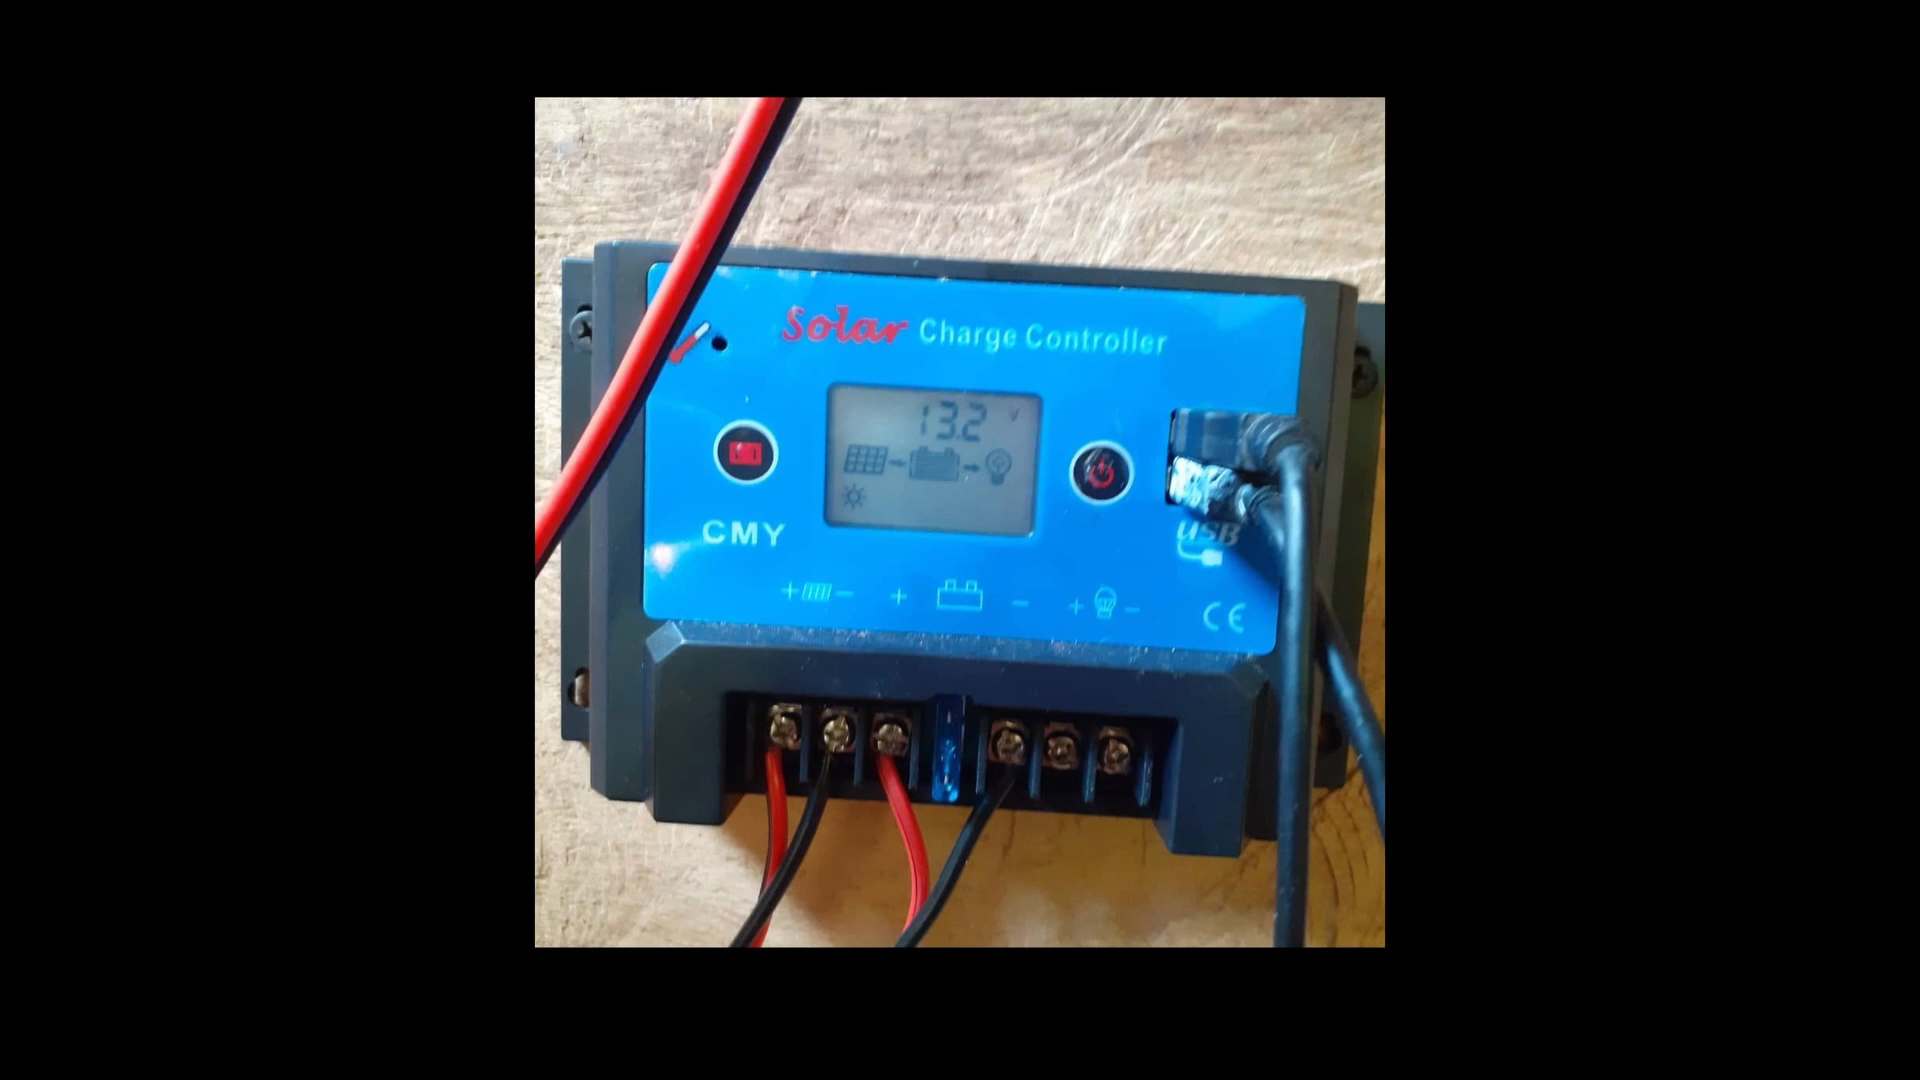 Solar Charge Controller
13.2 V
CMY
USB
+ - + - + -
CE